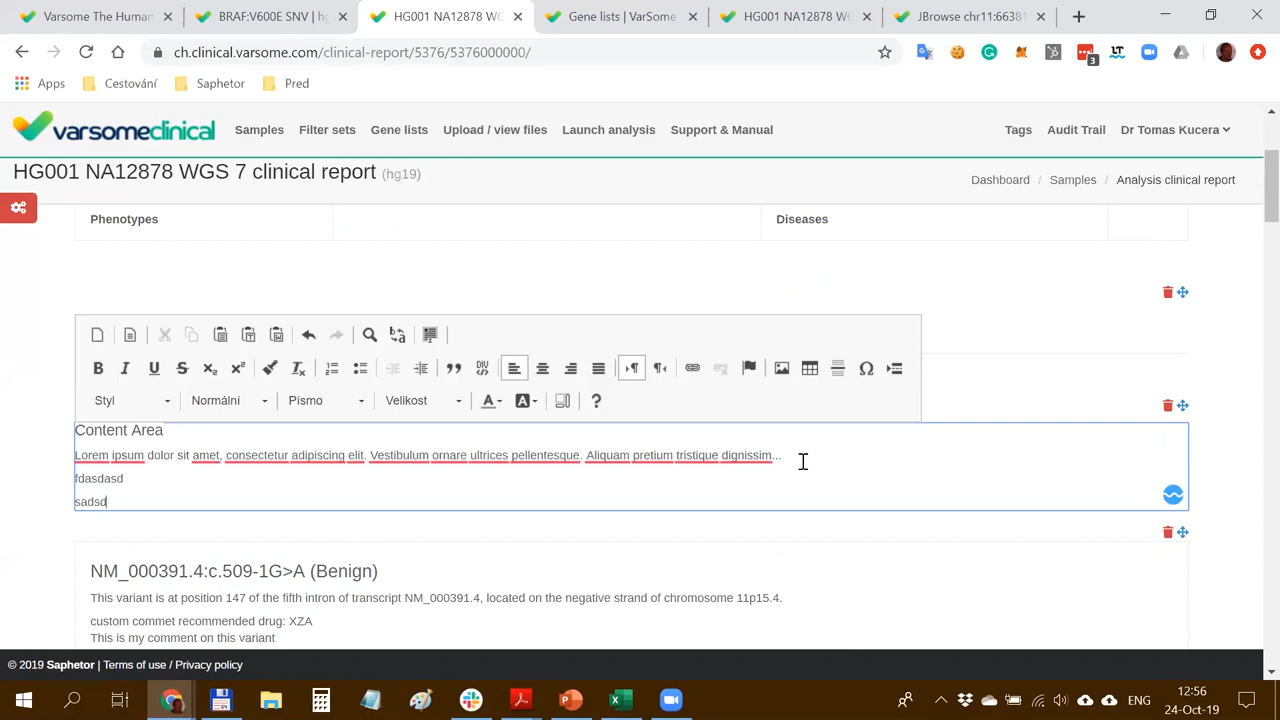 Varsome The Human
BRAF:V600E SNV | hg
HG001 NA12878 WGS
Gene lists | VarSome
HG001 NA12878 WGS
JBrowse chr11:66381
ch.clinical.varsome.com/clinical-report/5376/5376000000/
3
Apps
Cestování
Saphetor
Pred
varsomeclinical
Samples
Filter sets
Gene lists
Upload / view files
Launch analysis
Support & Manual
Tags
Audit Trail
Dr Tomas Kucera
HG001 NA12878 WGS 7 clinical report (hg19)
Dashboard / Samples / Analysis clinical report
Phenotypes
Diseases
Styl
Normální
Písmo
Velikost
Content Area
Lorem ipsum dolor sit amet, consectetur adipiscing elit. Vestibulum ornare ultrices pellentesque. Aliquam pretium tristique dignissim...
fdasdasd
sadsd
NM_000391.4:c.509-1G>A (Benign)
This variant is at position 147 of the fifth intron of transcript NM_000391.4, located on the negative strand of chromosome 11p15.4.
custom commet recommended drug: XZA
This is my comment on this variant
© 2019 Saphetor | Terms of use / Privacy policy
ENG
12:56
24-Oct-19